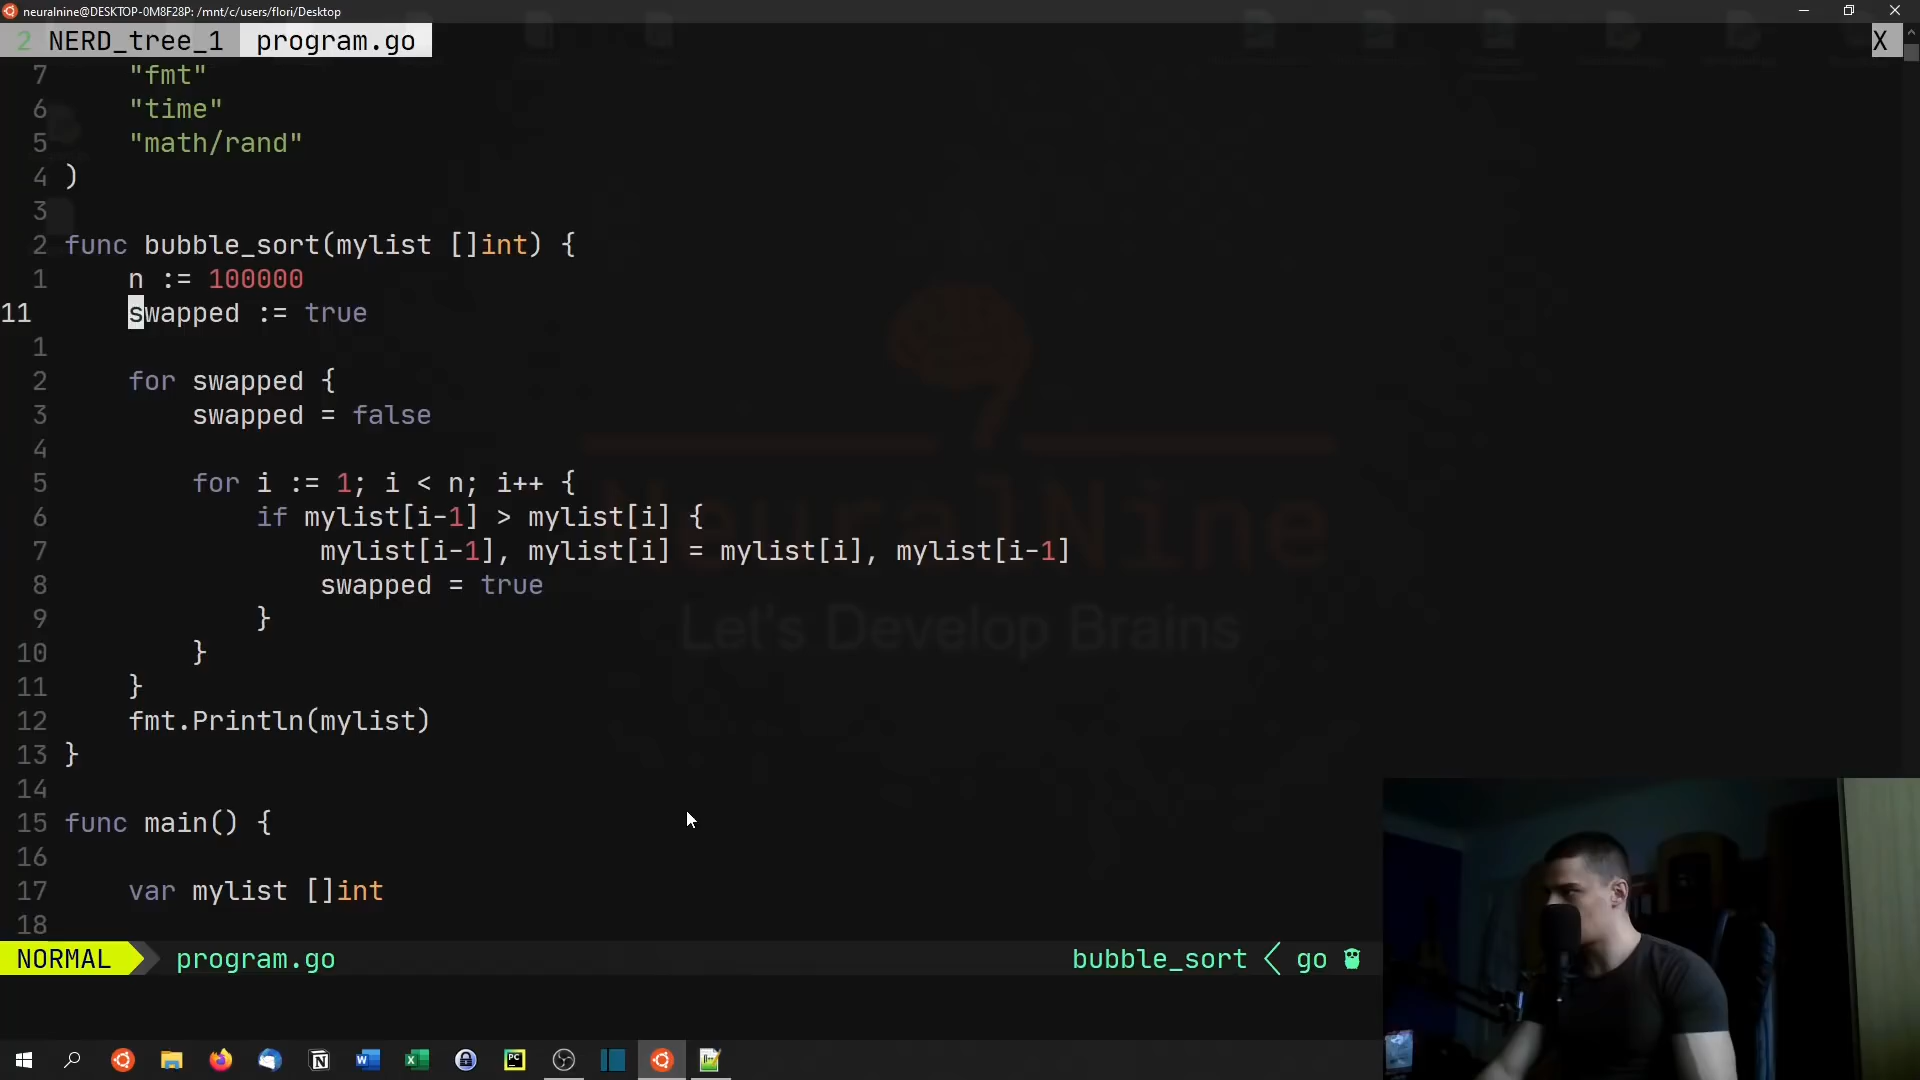 neuralnine@DESKTOP-0M8F28P: /mnt/c/users/flori/Desktop
2 NERD_tree_1 program.go X
7 "fmt"
6 "time"
5 "math/rand"
4 )
3
2 func bubble_sort(mylist []int) {
1 n := 100000
11 swapped := true
1
2 for swapped {
3 swapped = false
4
5 for i := 1; i < n; i++ {
6 if mylist[i-1] > mylist[i] {
7 mylist[i-1], mylist[i] = mylist[i], mylist[i-1]
8 swapped = true
9 }
10 }
11 }
12 fmt.Println(mylist)
13 }
14
15 func main() {
16
17 var mylist []int
18
NeuralNine
Let's Develop Brains
NORMAL program.go bubble_sort go